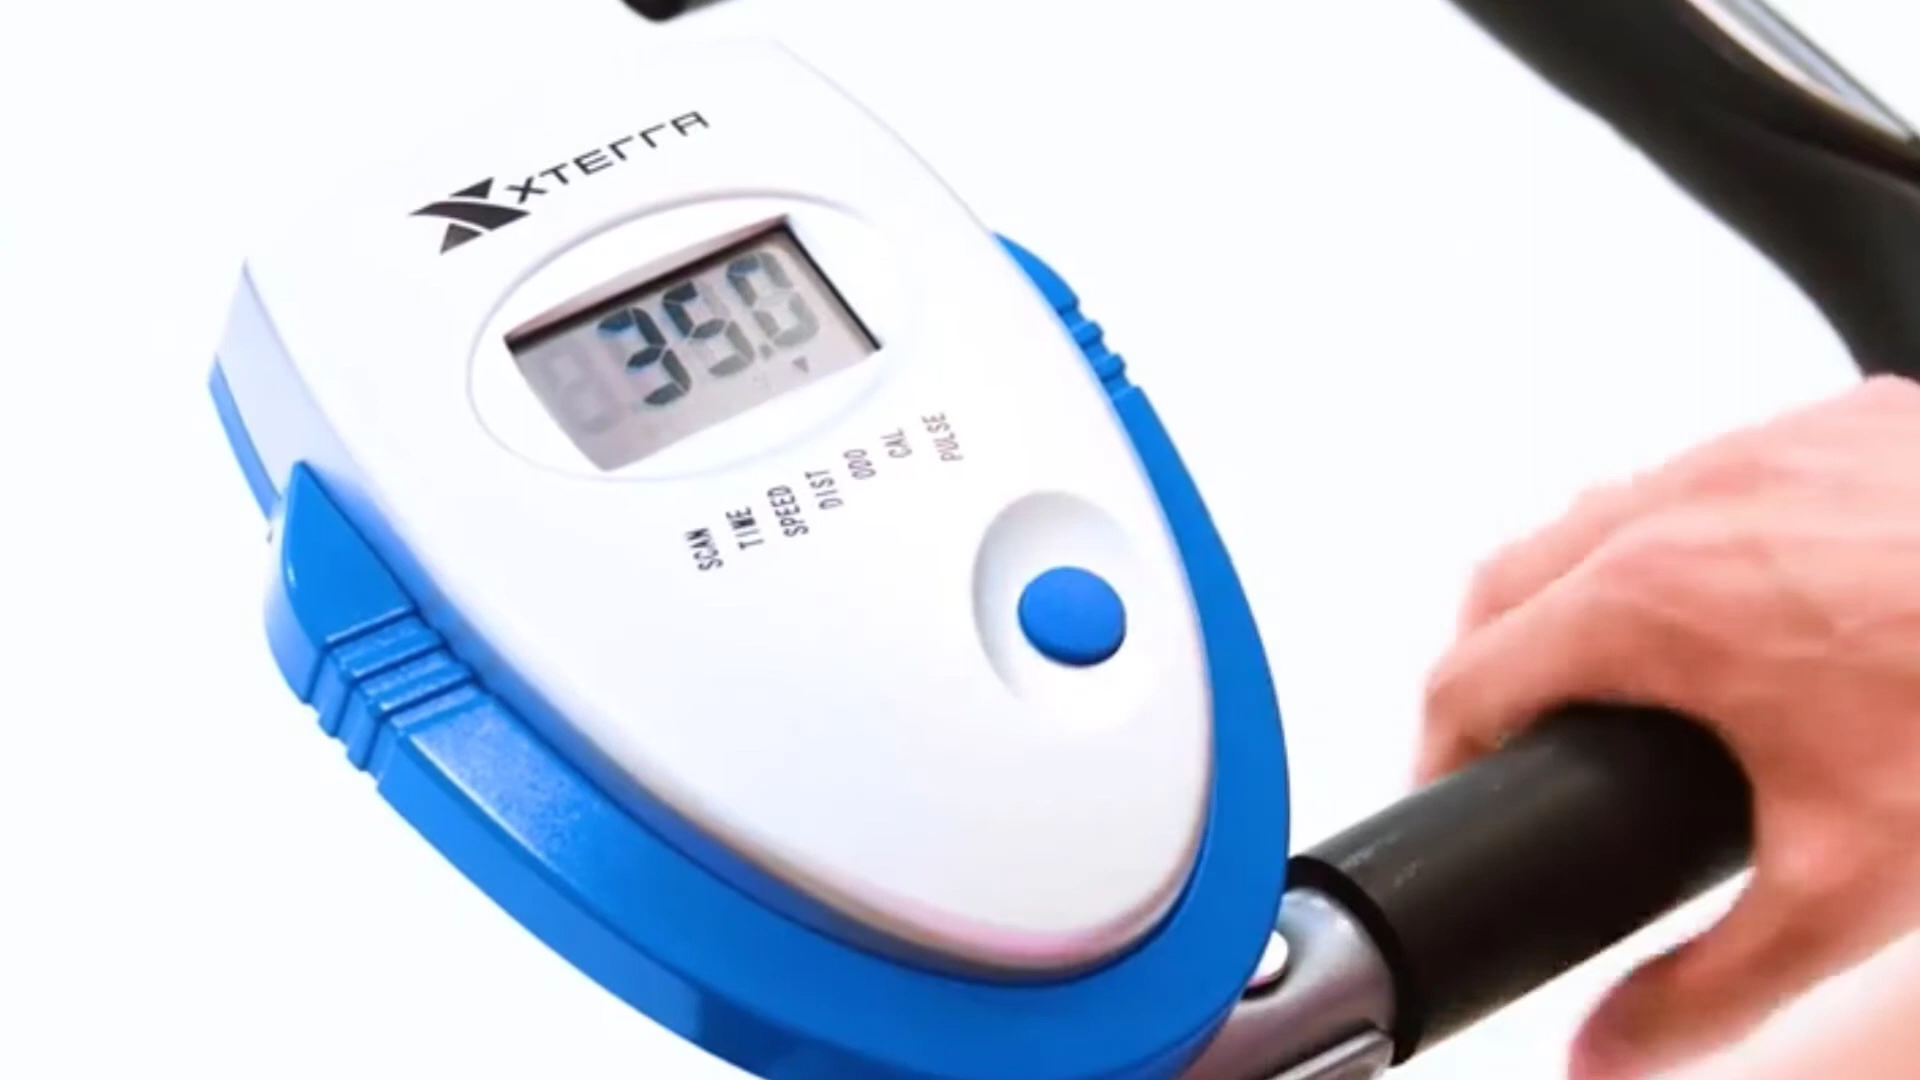 XTERRA
35.0
SCAN
TIME
SPEED
DIST
ODO
CAL
PULSE